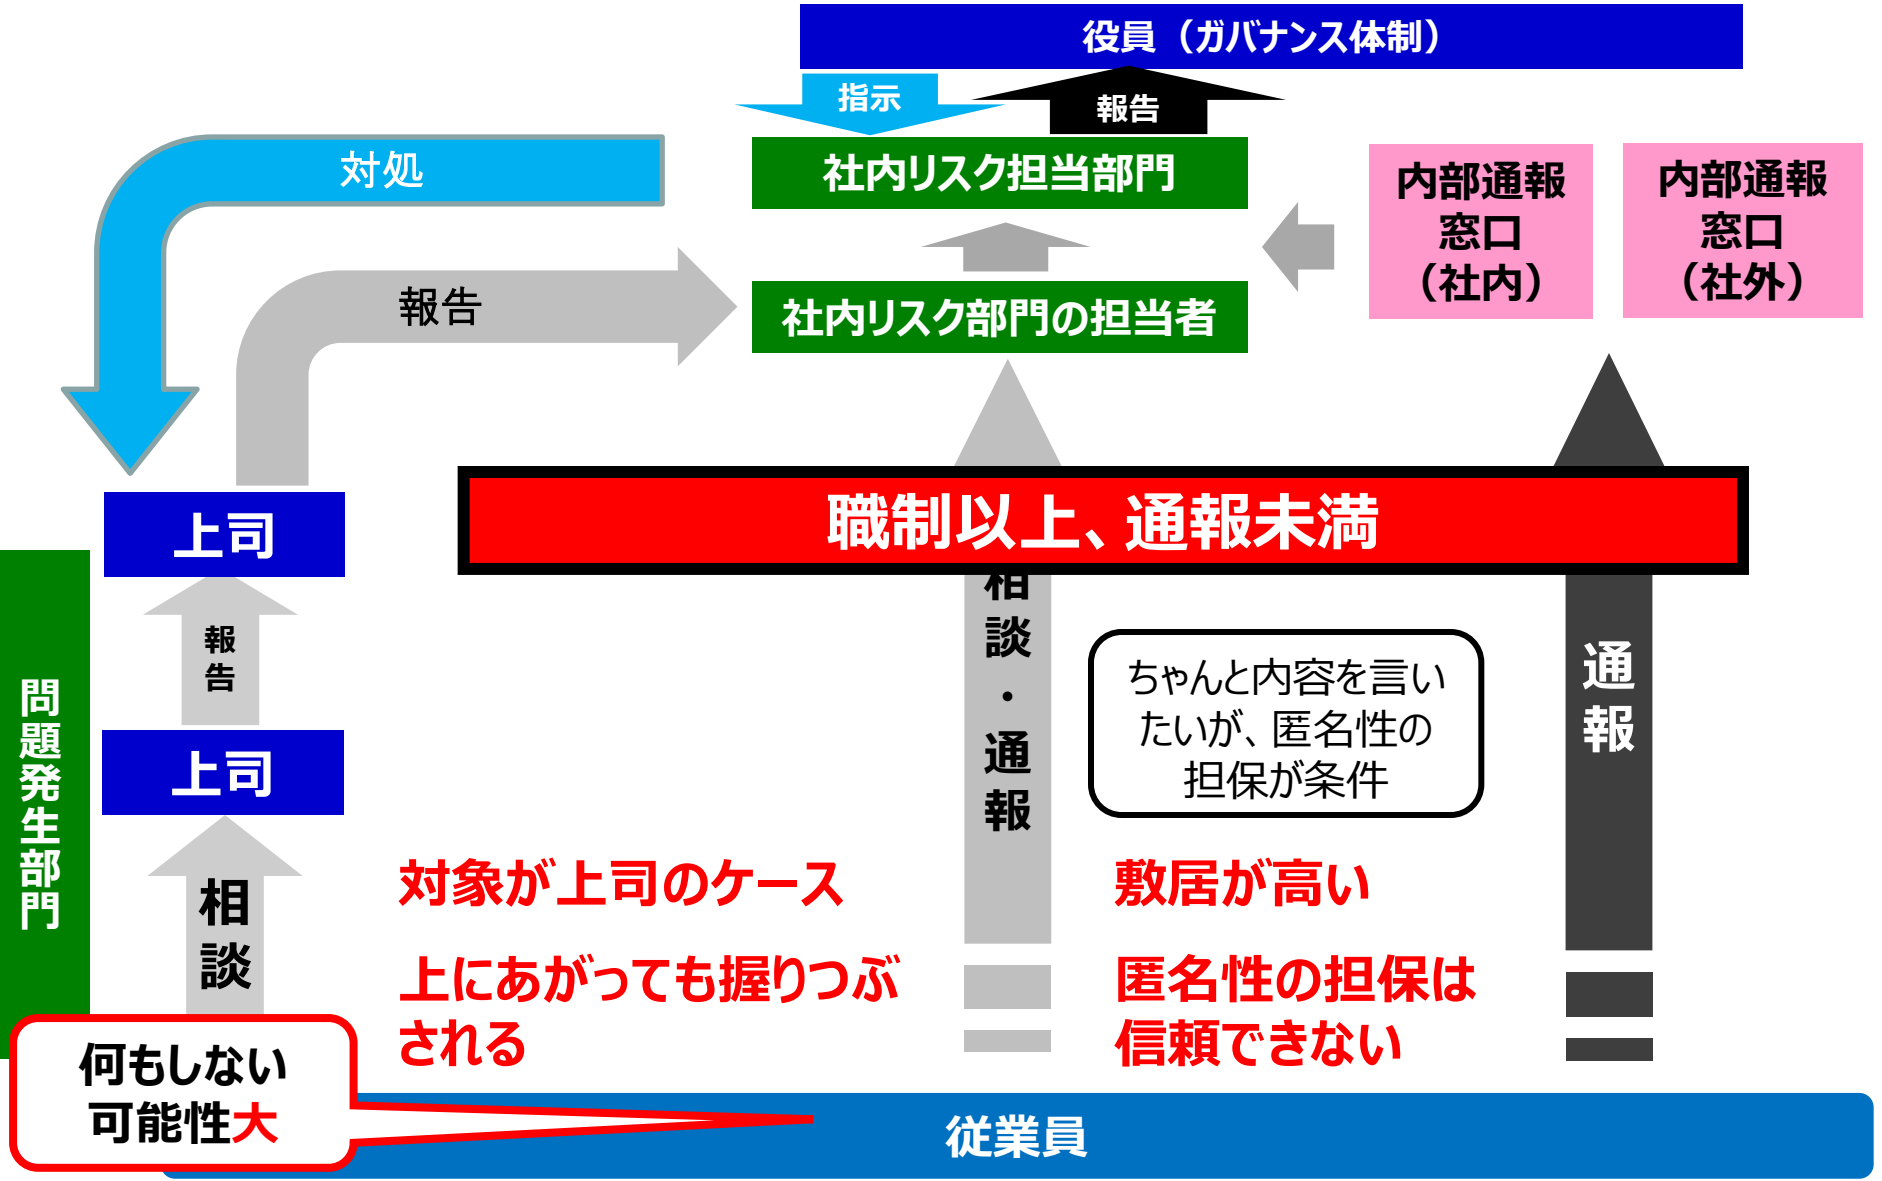 役員（ガバナンス体制）
指示
報告
対処
社内リスク担当部門
内部通報
窓口
（社内）
内部通報
窓口
（社外）
報告
社内リスク部門の担当者
職制以上、通報未満
上司
報告
上司
相談
問題発生部門
相談・通報
ちゃんと内容を言い
たいが、匿名性の
担保が条件
通報
対象が上司のケース
上にあがっても握りつぶ
される
敷居が高い
匿名性の担保は
信頼できない
何もしない
可能性大
従業員